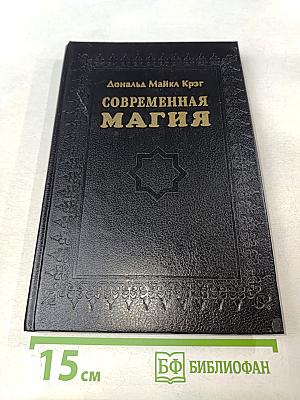 Дональд Майкл Крэг
СОВРЕМЕННАЯ
МАГИЯ
15 см
БФ БИБЛИОФАН